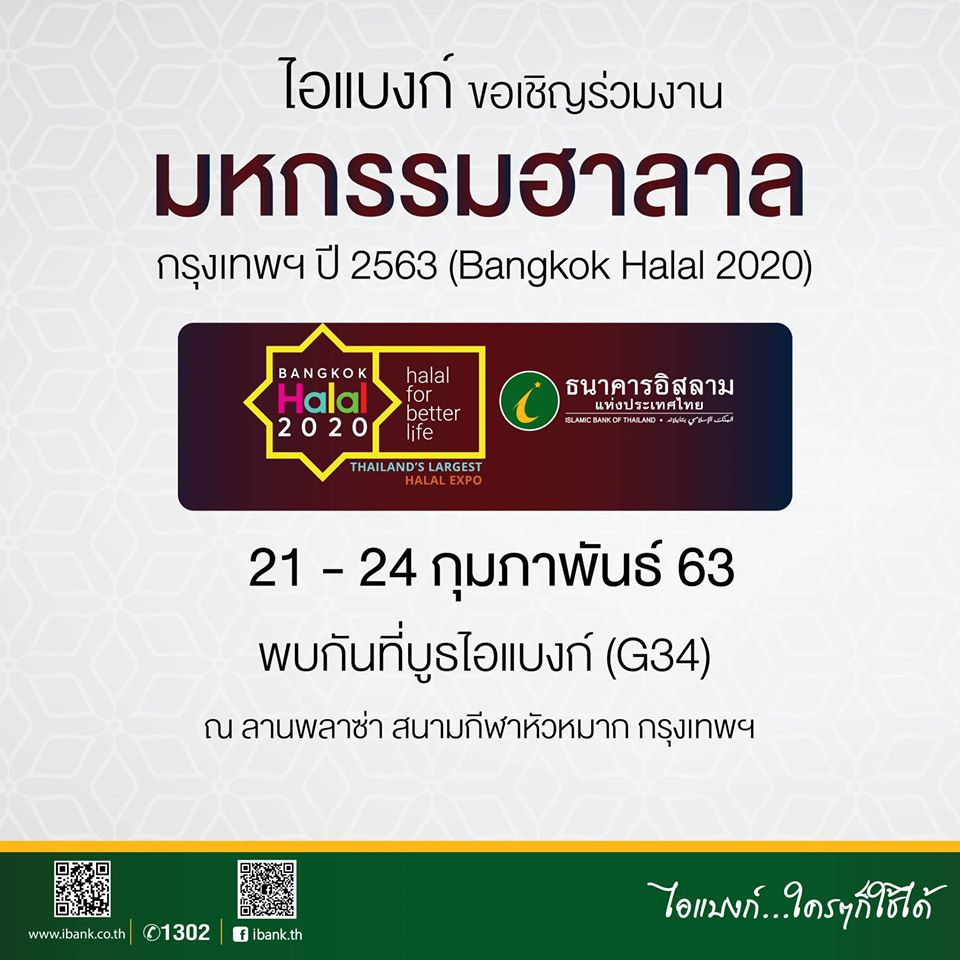 ไอแบงก์ ขอเชิญร่วมงาน
มหกรรมฮาลาล
กรุงเทพฯ ปี 2563 (Bangkok Halal 2020)
BANGKOK
Halal
2020
halal
for
better
life
THAILAND'S LARGEST
HALAL EXPO
ธนาคารอิสลาม
แห่งประเทศไทย
ISLAMIC BANK OF THAILAND • البنك الإسلامي بتايلاند
21 - 24 กุมภาพันธ์ 63
พบกันที่บูธไอแบงก์ (G34)
ณ ลานพลาซ่า สนามกีฬาหัวหมาก กรุงเทพฯ
www.ibank.co.th | 1302 | ibank.th
ไอแบงก์...ใครๆก็ใช้ได้